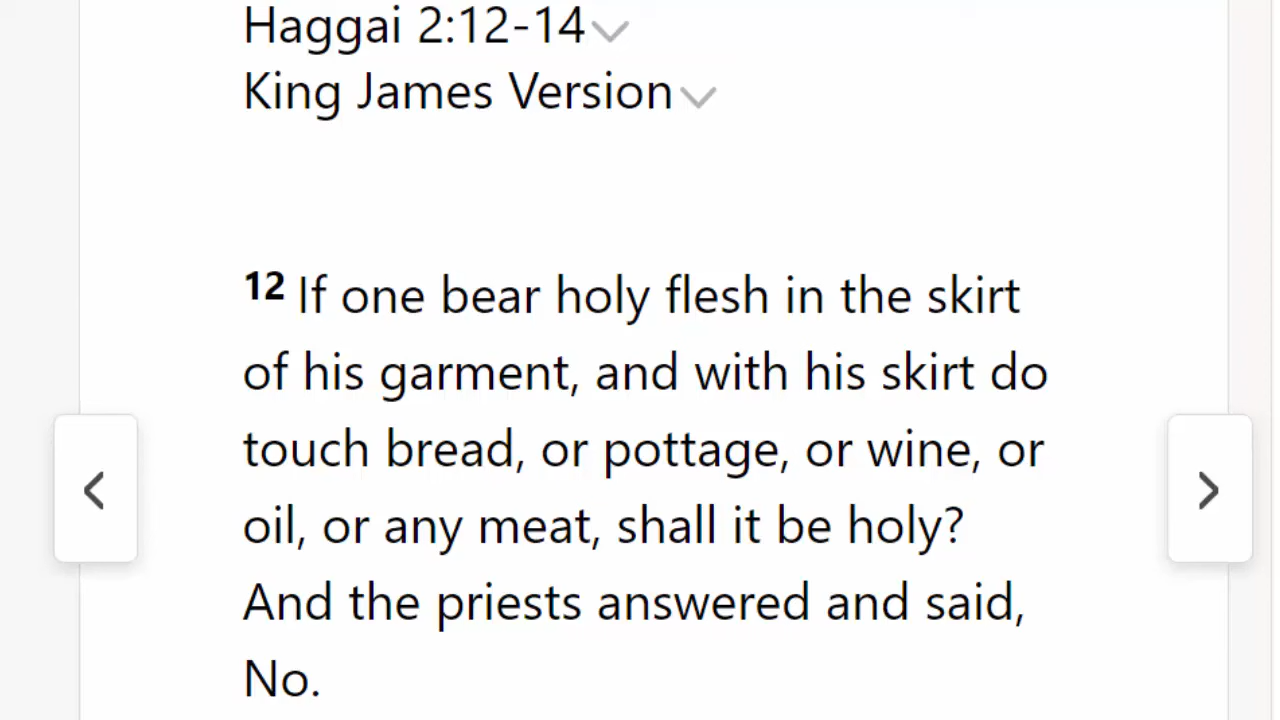 Haggai 2:12-14
King James Version
12 If one bear holy flesh in the skirt
of his garment, and with his skirt do
touch bread, or pottage, or wine, or
oil, or any meat, shall it be holy?
And the priests answered and said,
No.